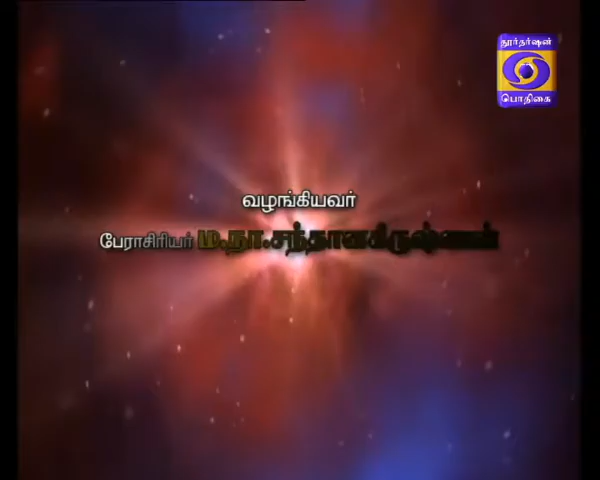 தூர்தர்ஷன்
பொதிகை
வழங்கியவர்
பேராசிரியர் ம.நா.சந்தானகிருஷ்ணன்